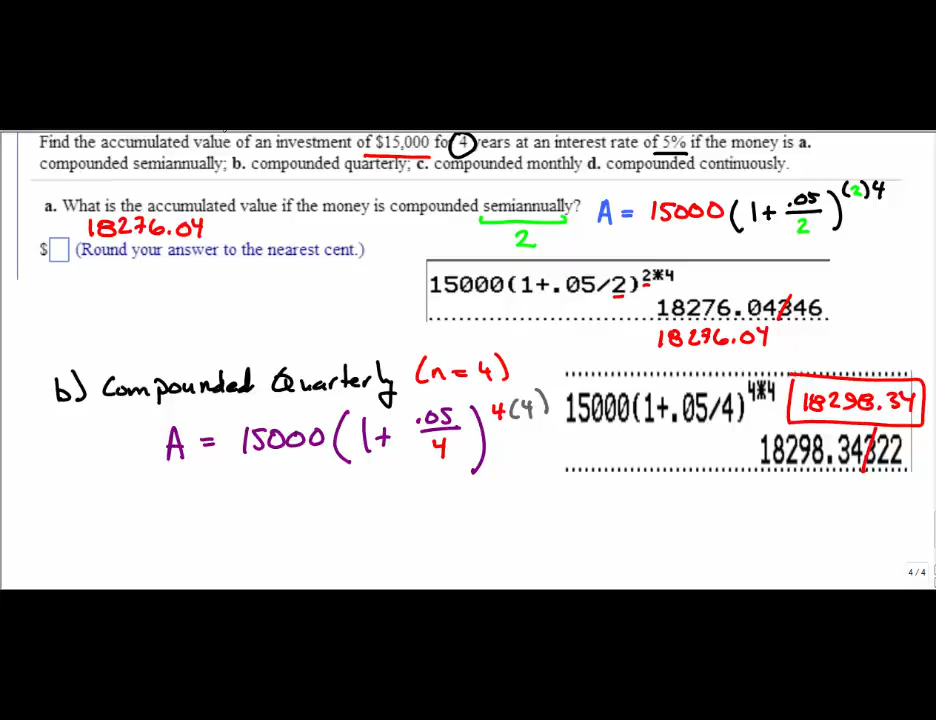 Find the accumulated value of an investment of $15,000 for 4 years at an interest rate of 5% if the money is a.
compounded semiannually; b. compounded quarterly; c. compounded monthly d. compounded continuously.
a. What is the accumulated value if the money is compounded semiannually?
A = 15000 (1 + .05/2)^(2)4
18276.04
2
$ (Round your answer to the nearest cent.)
15000(1+.05/2)^2*4
18276.04346
18276.04
b) Compounded Quarterly (n = 4)
15000(1+.05/4)^4*4
18298.34
A = 15000 (1 + .05/4)^4(4)
18298.34322
4 / 4